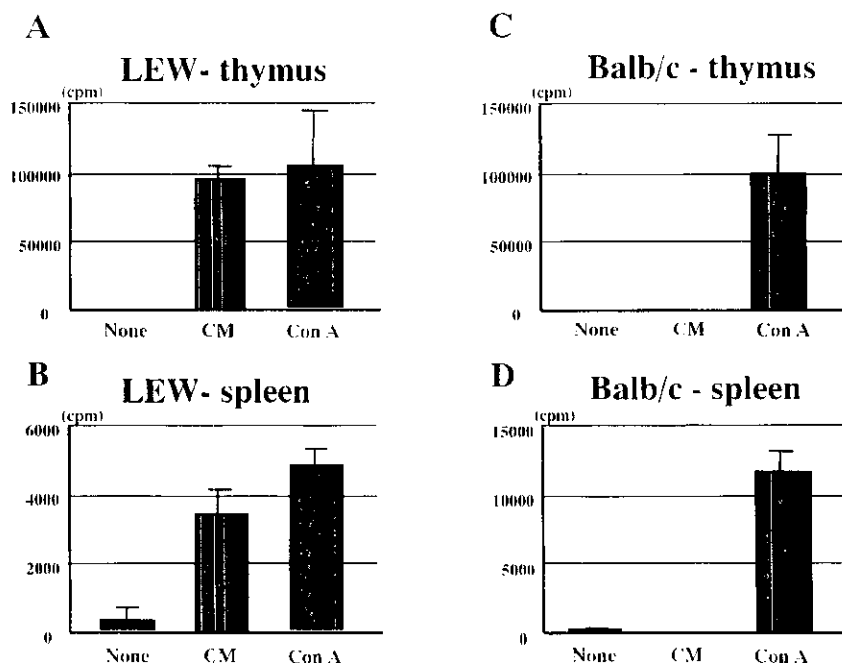 A
LEW- thymus
(cpm)
150000
100000
50000
0
None CM Con A
B
LEW- spleen
(cpm)
6000
4000
2000
0
None CM Con A
C
Balb/c - thymus
(cpm)
150000
100000
50000
0
None CM Con A
D
Balb/c - spleen
(cpm)
15000
10000
5000
0
None CM Con A